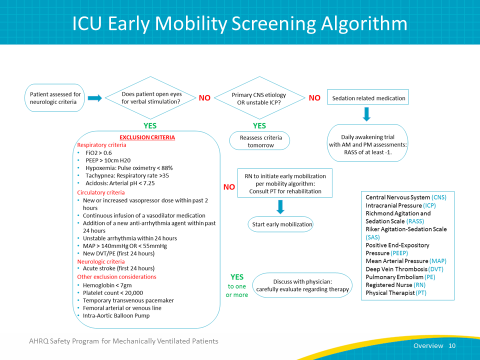 ICU Early Mobility Screening Algorithm
Patient assessed for
neurologic criteria
Does patient open eyes
for verbal stimulation?
NO
Primary CNS etiology
OR unstable ICP?
NO
Sedation related medication
YES
YES
Reassess criteria
tomorrow
Daily awakening trial
with AM and PM assessments:
RASS of at least -1.
EXCLUSION CRITERIA
Respiratory criteria
• FiO2 > 0.6
• PEEP > 10cm H20
• Hypoxemia: Pulse oximetry < 88%
• Tachypnea: Respiratory rate >35
• Acidosis: Arterial pH < 7.25
Circulatory criteria
• New or increased vasopressor dose within past 2
hours
• Continuous infusion of a vasodilator medication
• Addition of a new anti-arrhythmia agent within past
24 hours
• Unstable arrhythmia within 24 hours
• MAP > 140mmHg OR < 55mmHg
• New DVT/PE (first 24 hours)
Neurologic criteria
• Acute stroke (first 24 hours)
Other exclusion considerations
• Hemoglobin < 7gm
• Platelet count < 20,000
• Temporary transvenous pacemaker
• Femoral arterial or venous line
• Intra-Aortic Balloon Pump
NO
RN to initiate early mobilization
per mobility algorithm:
Consult PT for rehabilitation
Start early mobilization
YES
to one
or more
Discuss with physician:
carefully evaluate regarding therapy
Central Nervous System (CNS)
Intracranial Pressure (ICP)
Richmond Agitation and
Sedation Scale (RASS)
Riker Agitation-Sedation Scale
(SAS)
Positive End-Expository
Pressure (PEEP)
Mean Arterial Pressure (MAP)
Deep Vein Thrombosis (DVT)
Pulmonary Embolism (PE)
Registered Nurse (RN)
Physical Therapist (PT)
AHRQ Safety Program for Mechanically Ventilated Patients
Overview 10